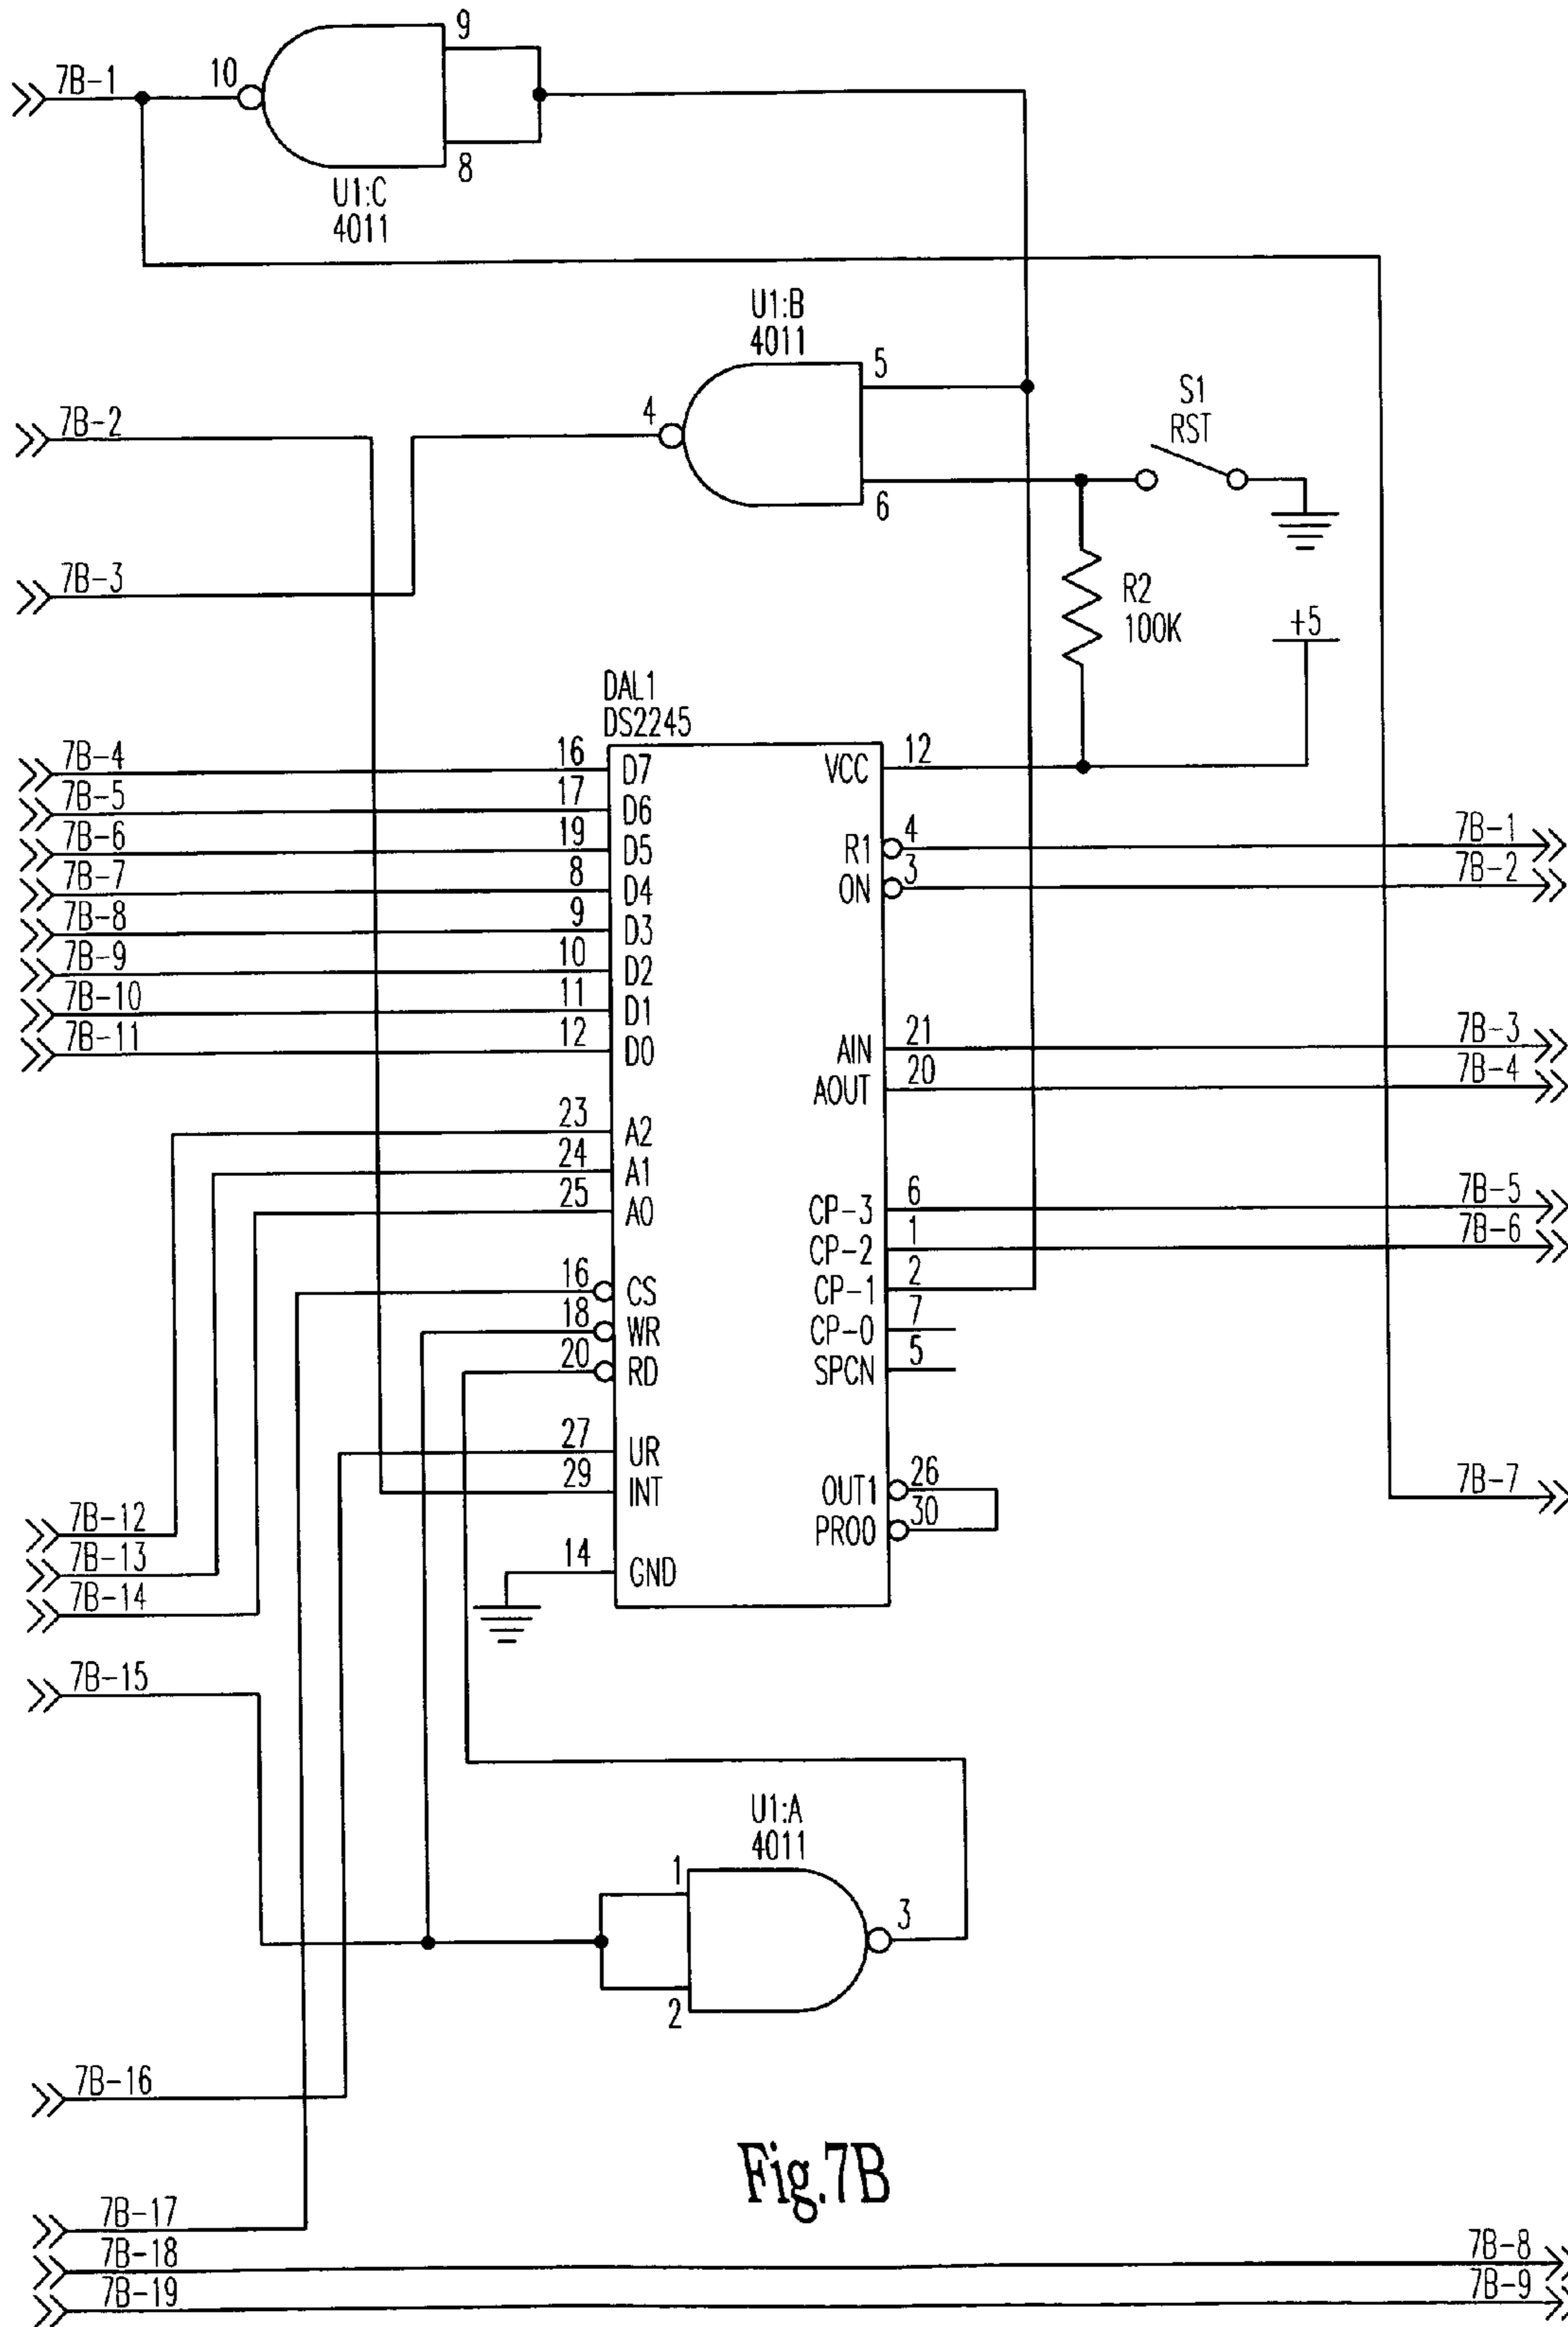 9
7B-1
10
8
U1:C
4011
U1:B
4011
5
S1
RST
7B-2
4
6
7B-3
R2
100K
+5
DAL1
DS2245
7B-4 16 D7 VCC 12
7B-5 17 D6
7B-6 19 D5 R1 4 7B-1
7B-7 8 D4 ON 3 7B-2
7B-8 9 D3
7B-9 10 D2
7B-10 11 D1
7B-11 12 D0 AIN 21 7B-3
AOUT 20 7B-4
23 A2
24 A1
25 A0 CP-3 6 7B-5
CP-2 1 7B-6
16 CS CP-1 2
18 WR CP-0 7
20 RD SPCN 5
27 UR
29 INT OUT1 26 7B-7
7B-12 PROO 30
7B-13 14 GND
7B-14
7B-15
U1:A
4011
1
3
2
7B-16
Fig.7B
7B-17
7B-18 7B-8
7B-19 7B-9